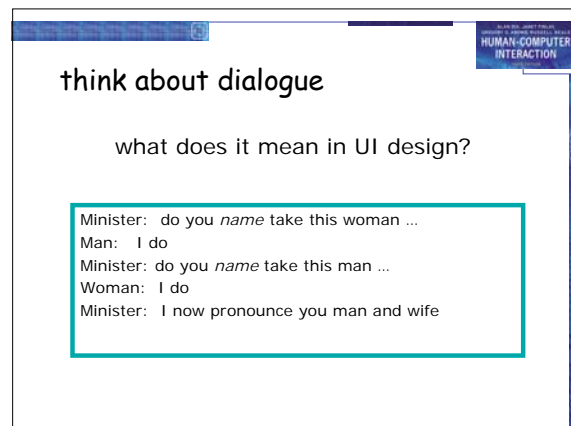 HUMAN-COMPUTER
INTERACTION
think about dialogue
what does it mean in UI design?
Minister: do you name take this woman ...
Man: I do
Minister: do you name take this man ...
Woman: I do
Minister: I now pronounce you man and wife